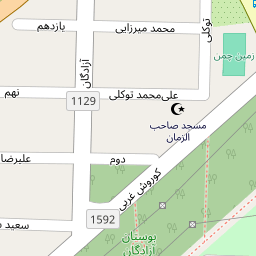 توکلی
یازدهم
محمد میرزایی
زمین چمن
آزادگان
نهم
1129
علی‌محمد توکلی
مسجد صاحب
الزمان
علیرضا
دوم
کوروش غربی
1592
سعید
بوستان
آزادگان